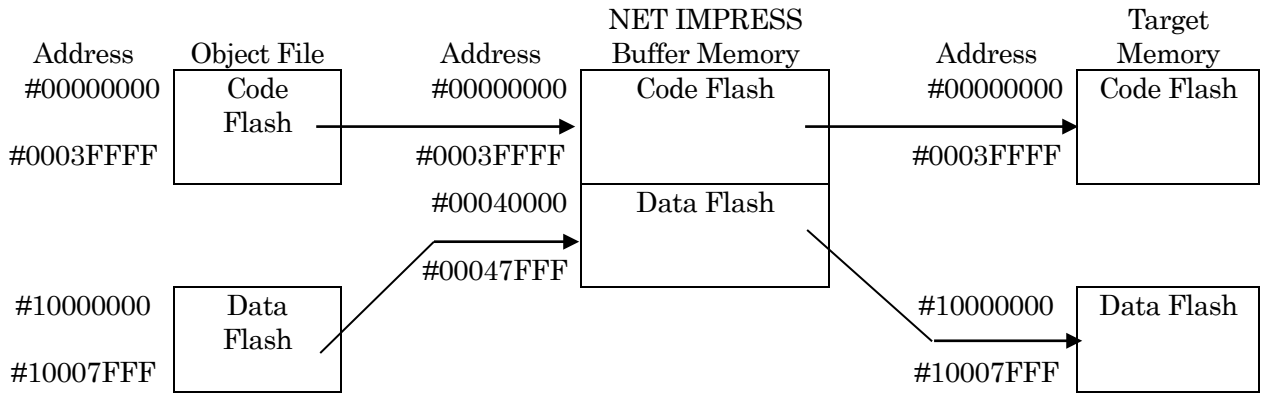 NET IMPRESS
Target
Address Object File Address Buffer Memory Address Memory
#00000000 Code #00000000 Code Flash #00000000 Code Flash
Flash
#0003FFFF #0003FFFF #0003FFFF
#00040000 Data Flash
#00047FFF
#10000000 Data #10000000 Data Flash
Flash
#10007FFF #10007FFF